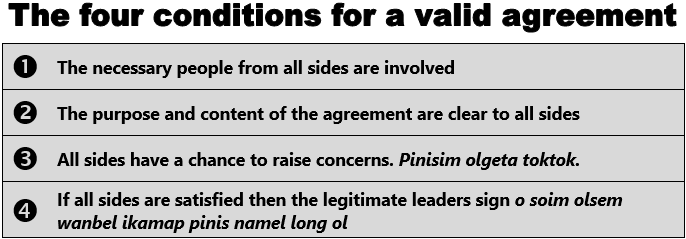 The four conditions for a valid agreement
❶ The necessary people from all sides are involved
❷ The purpose and content of the agreement are clear to all sides
❸ All sides have a chance to raise concerns. Pinisim olgeta toktok.
❹ If all sides are satisfied then the legitimate leaders sign o soim olsem
wanbel ikamap pinis namel long ol